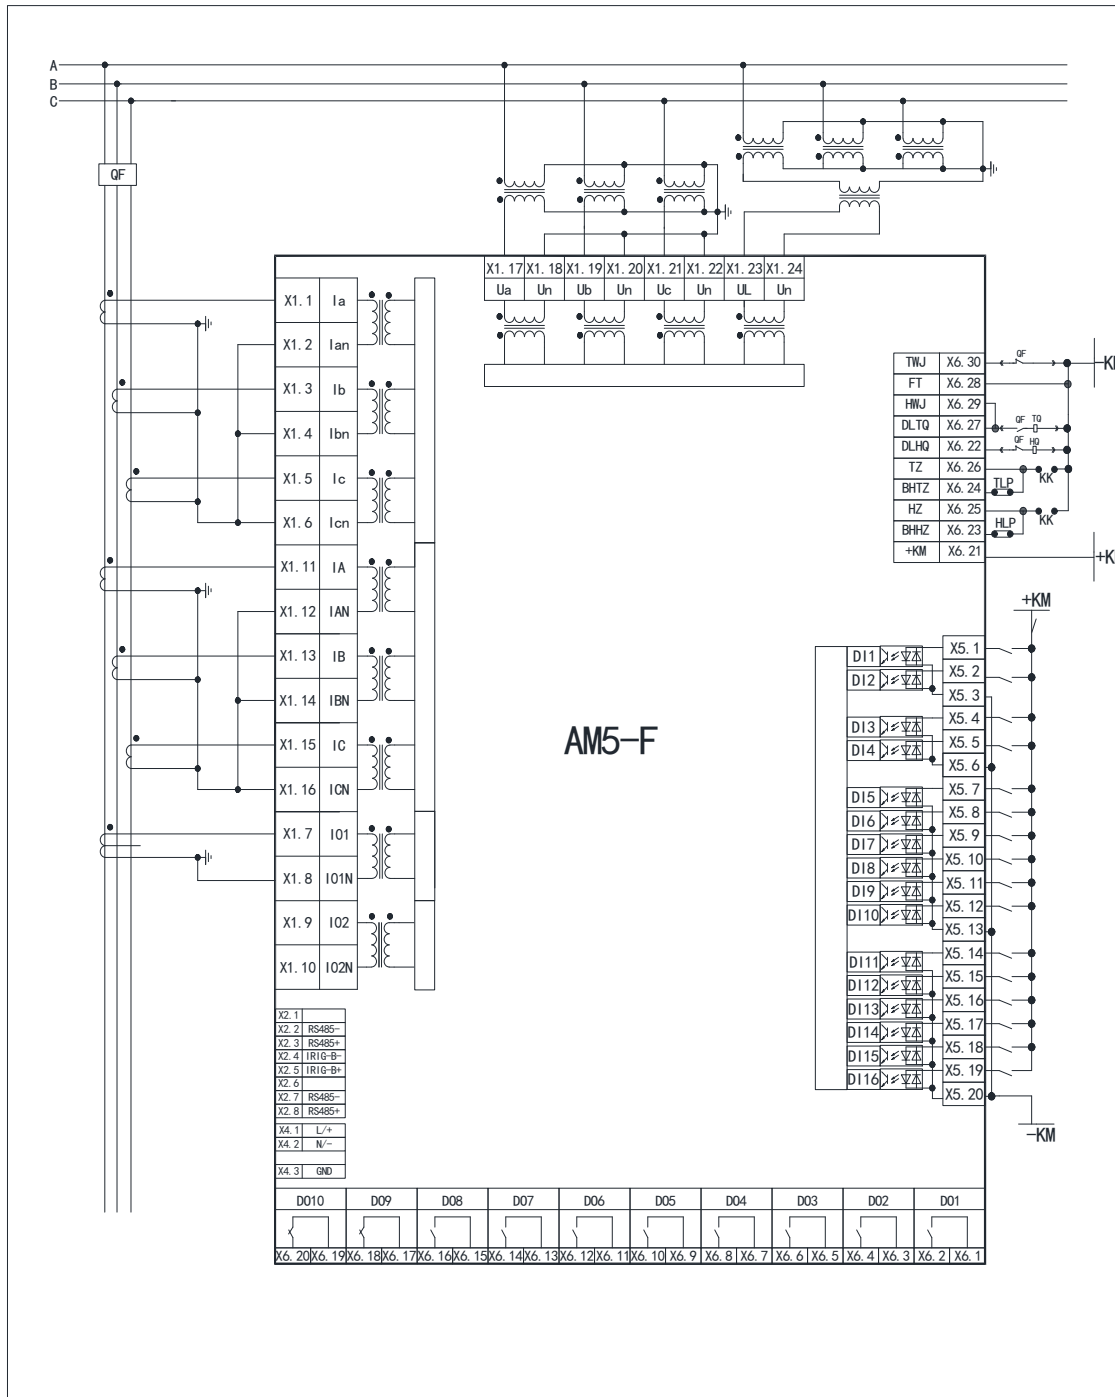 A
B
C
QF
X1.17 X1.18 X1.19 X1.20 X1.21 X1.22 X1.23 X1.24
Ua Un Ub Un Uc Un UL Un
X1.1 Ia
X1.2 Ian
X1.3 Ib
X1.4 Ibn
X1.5 Ic
X1.6 Icn
X1.11 IA
X1.12 IAN
X1.13 IB
X1.14 IBN
X1.15 IC
X1.16 ICN
X1.7 I01
X1.8 I01N
X1.9 I02
X1.10 I02N
X2.1
X2.2 RS485-
X2.3 RS485+
X2.4 IRIG-B-
X2.5 IRIG-B+
X2.6
X2.7 RS485-
X2.8 RS485+
X4.1 L/+
X4.2 N/-
X4.3 GND
AM5-F
TWJ X6.30 QF
FT X6.28
HWJ X6.29
DLTQ X6.27 QF TQ
DLHQ X6.22 QF HQ
TZ X6.26 KK
BHTZ X6.24 TLP
HZ X6.25 KK
BHHZ X6.23 HLP
+KM X6.21
+KM
DI1 X5.1
DI2 X5.2
X5.3
DI3 X5.4
DI4 X5.5
X5.6
DI5 X5.7
DI6 X5.8
DI7 X5.9
DI8 X5.10
DI9 X5.11
DI10 X5.12
X5.13
DI11 X5.14
DI12 X5.15
DI13 X5.16
DI14 X5.17
DI15 X5.18
DI16 X5.19
X5.20
-KM
DO10 DO9 DO8 DO7 DO6 DO5 DO4 DO3 DO2 DO1
X6.20 X6.19 X6.18 X6.17 X6.16 X6.15 X6.14 X6.13 X6.12 X6.11 X6.10 X6.9 X6.8 X6.7 X6.6 X6.5 X6.4 X6.3 X6.2 X6.1